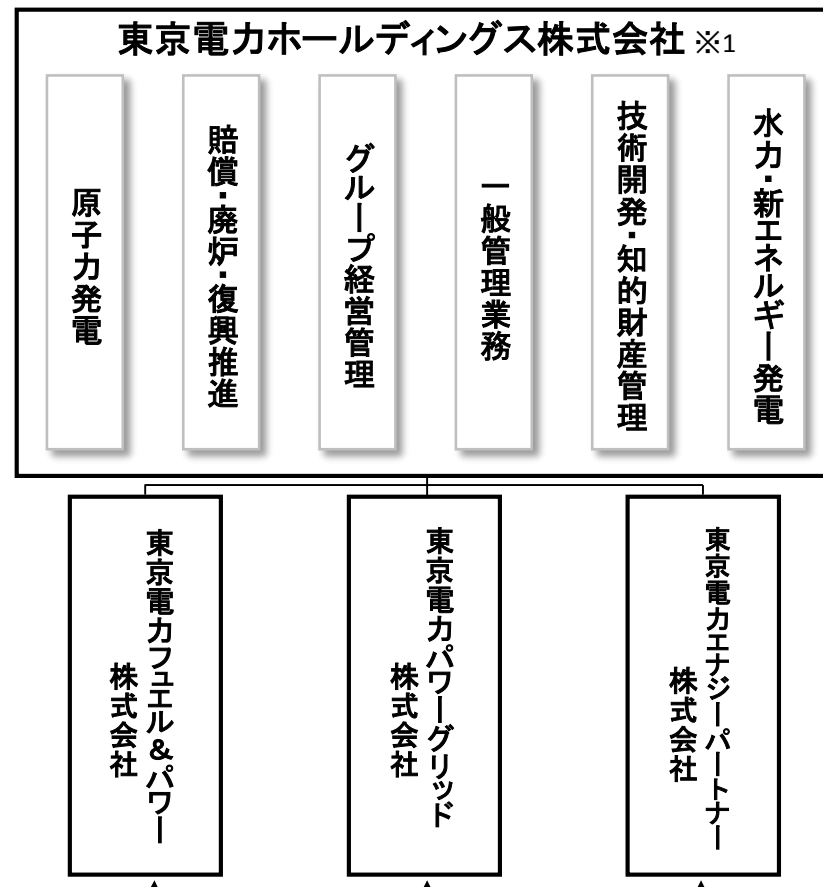 東京電力ホールディングス株式会社 ※1
原子力発電
賠償・廃炉・復興推進
グループ経営管理
一般管理業務
技術開発・知的財産管理
水力・新エネルギー発電
東京電力フュエル&パワー
株式会社
東京電力パワーグリッド
株式会社
東京電力エナジーパートナー
株式会社